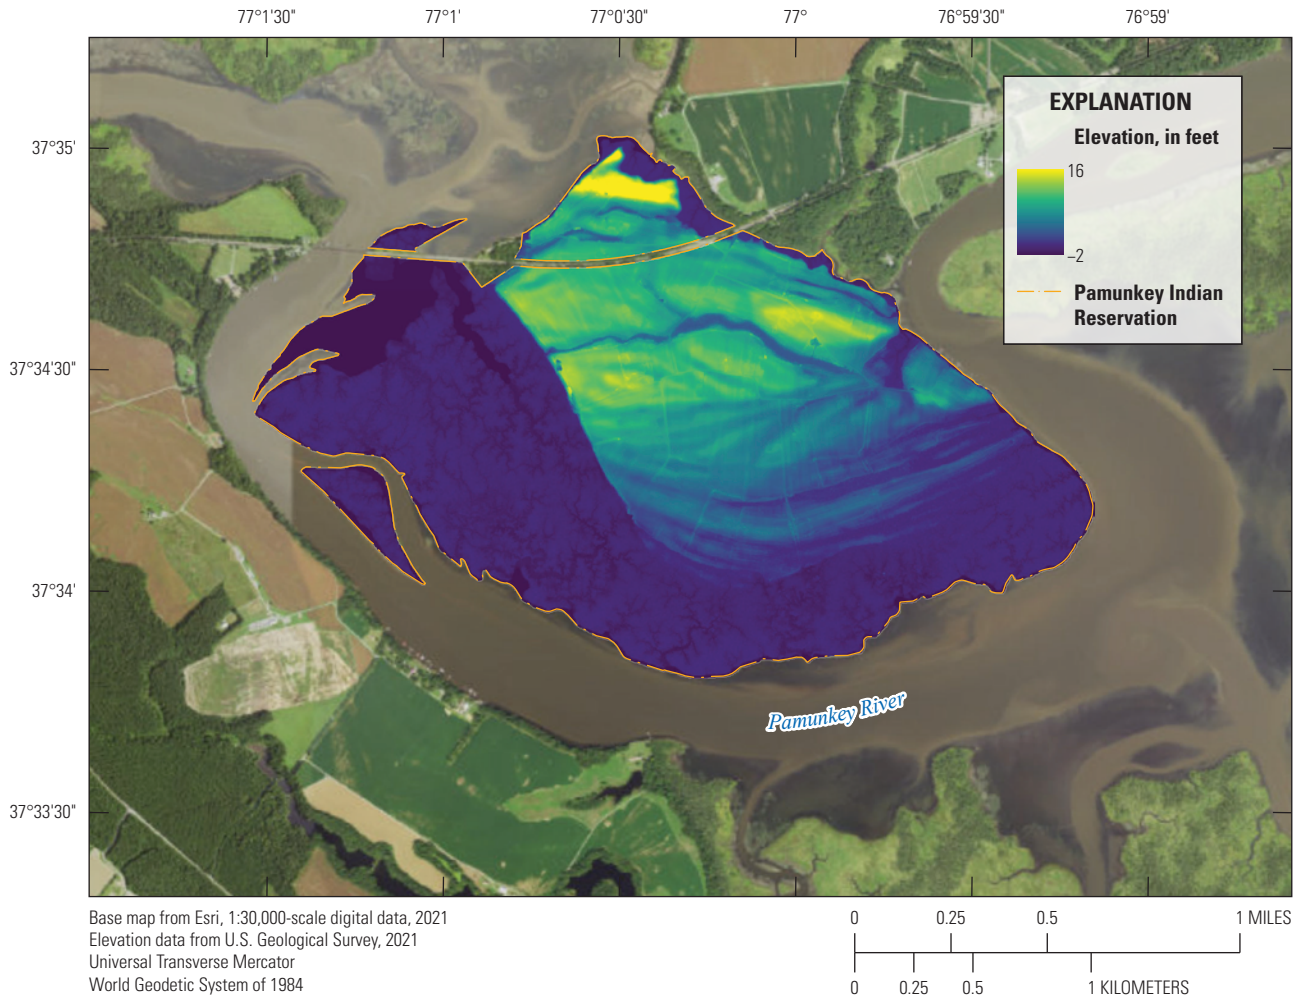 77°1'30" 77°1' 77°0'30" 77° 76°59'30" 76°59'
37°35'
37°34'30"
37°34'
37°33'30"
EXPLANATION
Elevation, in feet
16
–2
Pamunkey Indian
Reservation
Pamunkey River
Base map from Esri, 1:30,000-scale digital data, 2021
Elevation data from U.S. Geological Survey, 2021
Universal Transverse Mercator
World Geodetic System of 1984
0 0.25 0.5 1 MILES
0 0.25 0.5 1 KILOMETERS